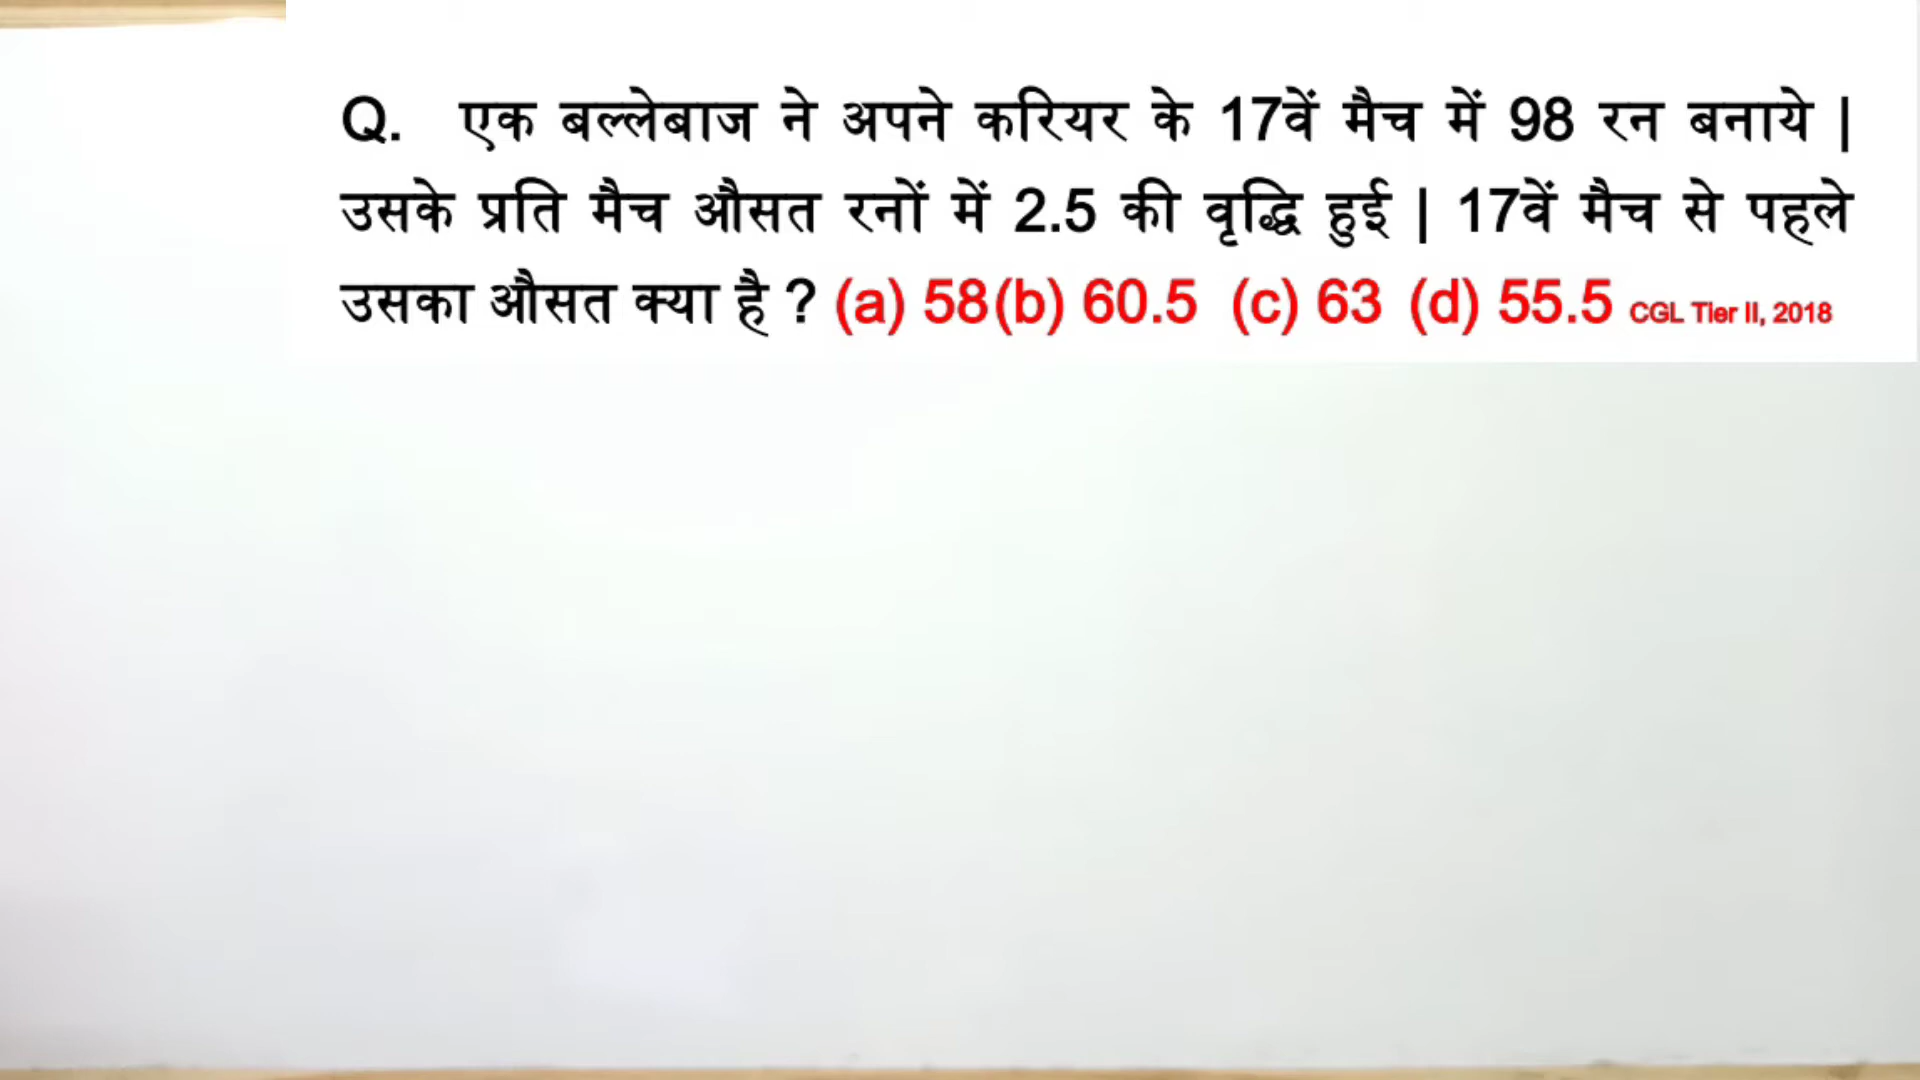 Q. एक बल्लेबाज ने अपने करियर के 17वें मैच में 98 रन बनाये |
उसके प्रति मैच औसत रनों में 2.5 की वृद्धि हुई | 17वें मैच से पहले
उसका औसत क्या है ? (a) 58 (b) 60.5 (c) 63 (d) 55.5 CGL Tier II, 2018